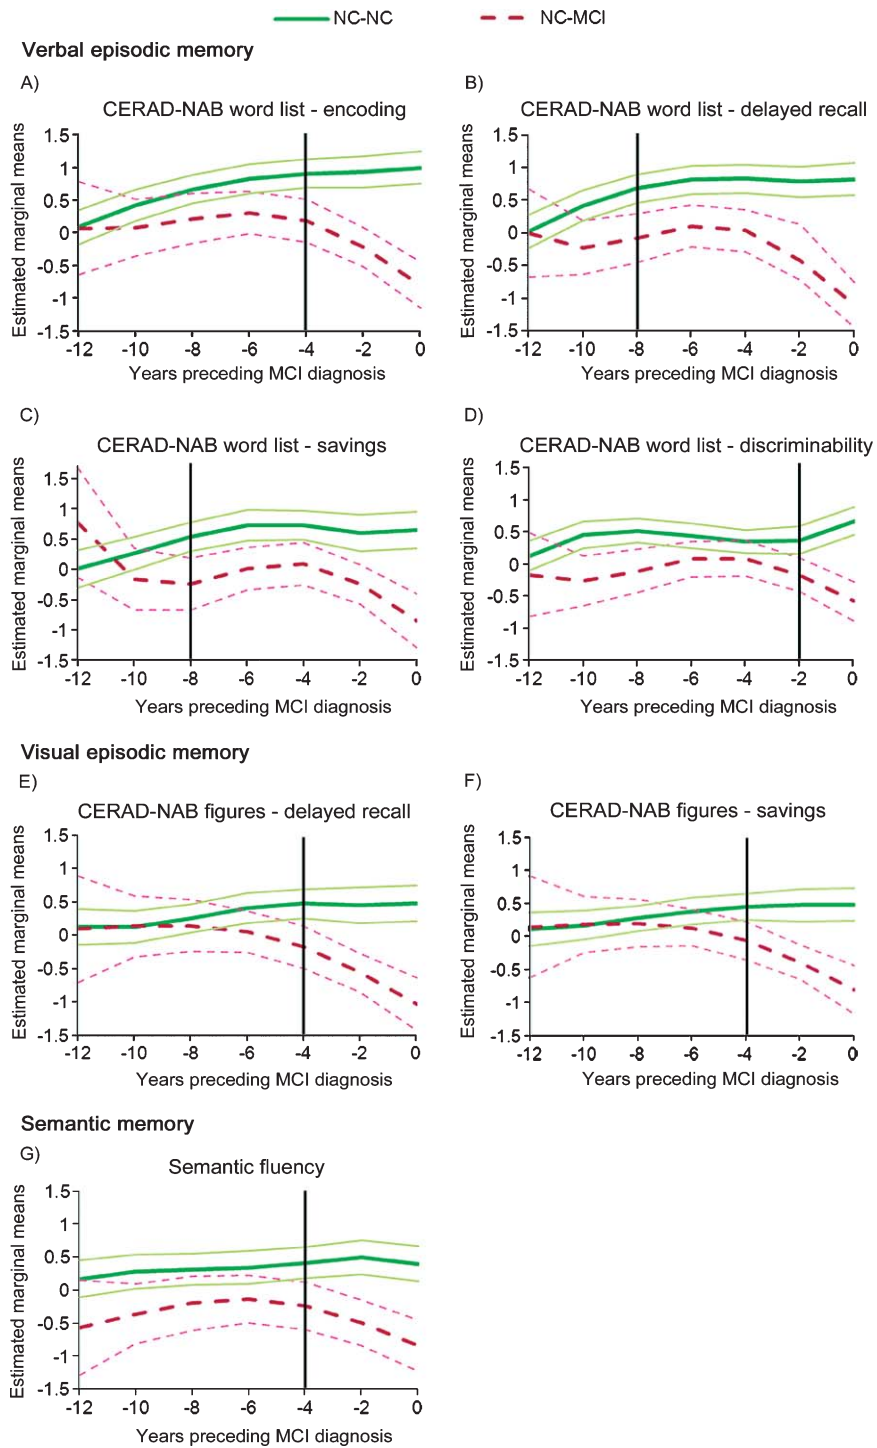 NC-NC NC-MCI
Verbal episodic memory
A)
CERAD-NAB word list - encoding
Estimated marginal means
1.5
1
0.5
0
-0.5
-1
-1.5
-12 -10 -8 -6 -4 -2 0
Years preceding MCI diagnosis
B)
CERAD-NAB word list - delayed recall
Estimated marginal means
1.5
1
0.5
0
-0.5
-1
-1.5
-12 -10 -8 -6 -4 -2 0
Years preceding MCI diagnosis
C)
CERAD-NAB word list - savings
Estimated marginal means
1.5
1
0.5
0
-0.5
-1
-1.5
-12 -10 -8 -6 -4 -2 0
Years preceding MCI diagnosis
D)
CERAD-NAB word list - discriminability
Estimated marginal means
1.5
1
0.5
0
-0.5
-1
-1.5
-12 -10 -8 -6 -4 -2 0
Years preceding MCI diagnosis
Visual episodic memory
E)
CERAD-NAB figures - delayed recall
Estimated marginal means
1.5
1
0.5
0
-0.5
-1
-1.5
-12 -10 -8 -6 -4 -2 0
Years preceding MCI diagnosis
F)
CERAD-NAB figures - savings
Estimated marginal means
1.5
1
0.5
0
-0.5
-1
-1.5
-12 -10 -8 -6 -4 -2 0
Years preceding MCI diagnosis
Semantic memory
G)
Semantic fluency
Estimated marginal means
1.5
1
0.5
0
-0.5
-1
-1.5
-12 -10 -8 -6 -4 -2 0
Years preceding MCI diagnosis